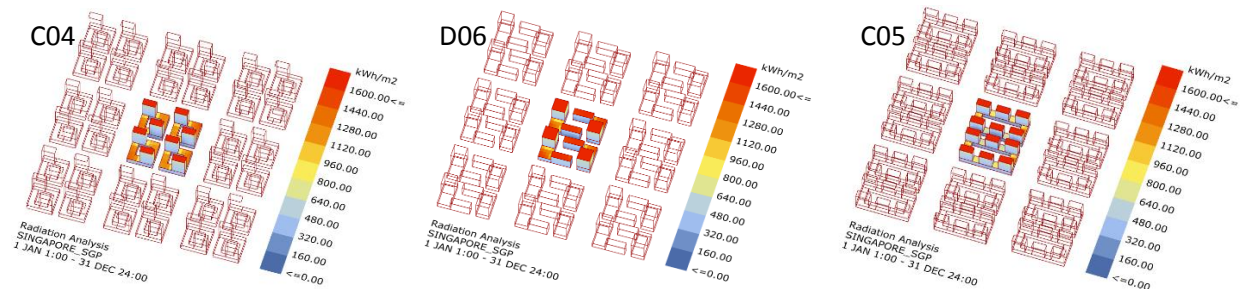 C04
kWh/m2
1600.00<=
1440.00
1280.00
1120.00
960.00
800.00
640.00
480.00
320.00
160.00
<=0.00
Radiation Analysis
SINGAPORE_SGP
1 JAN 1:00 - 31 DEC 24:00
D06
kWh/m2
1600.00<=
1440.00
1280.00
1120.00
960.00
800.00
640.00
480.00
320.00
160.00
<=0.00
Radiation Analysis
SINGAPORE_SGP
1 JAN 1:00 - 31 DEC 24:00
C05
kWh/m2
1600.00<=
1440.00
1280.00
1120.00
960.00
800.00
640.00
480.00
320.00
160.00
<=0.00
Radiation Analysis
SINGAPORE_SGP
1 JAN 1:00 - 31 DEC 24:00